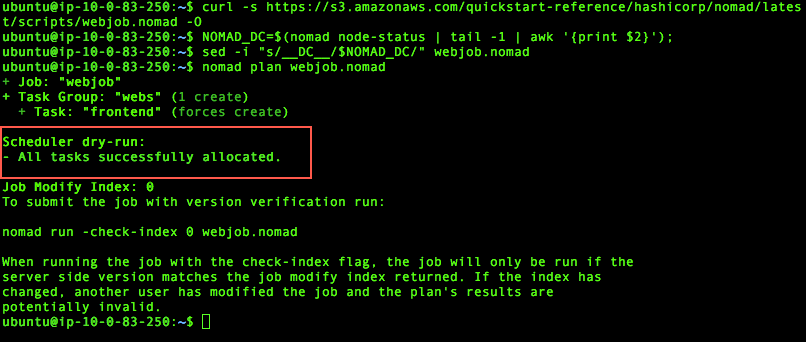 ubuntu@ip-10-0-83-250:~$ curl -s https://s3.amazonaws.com/quickstart-reference/hashicorp/nomad/lates
t/scripts/webjob.nomad -O
ubuntu@ip-10-0-83-250:~$ NOMAD_DC=$(nomad node-status | tail -1 | awk '{print $2}');
ubuntu@ip-10-0-83-250:~$ sed -i "s/__DC__/$NOMAD_DC/" webjob.nomad
ubuntu@ip-10-0-83-250:~$ nomad plan webjob.nomad
+ Job: "webjob"
+ Task Group: "webs" (1 create)
  + Task: "frontend" (forces create)
Scheduler dry-run:
- All tasks successfully allocated.
Job Modify Index: 0
To submit the job with version verification run:
nomad run -check-index 0 webjob.nomad
When running the job with the check-index flag, the job will only be run if the
server side version matches the job modify index returned. If the index has
changed, another user has modified the job and the plan's results are
potentially invalid.
ubuntu@ip-10-0-83-250:~$